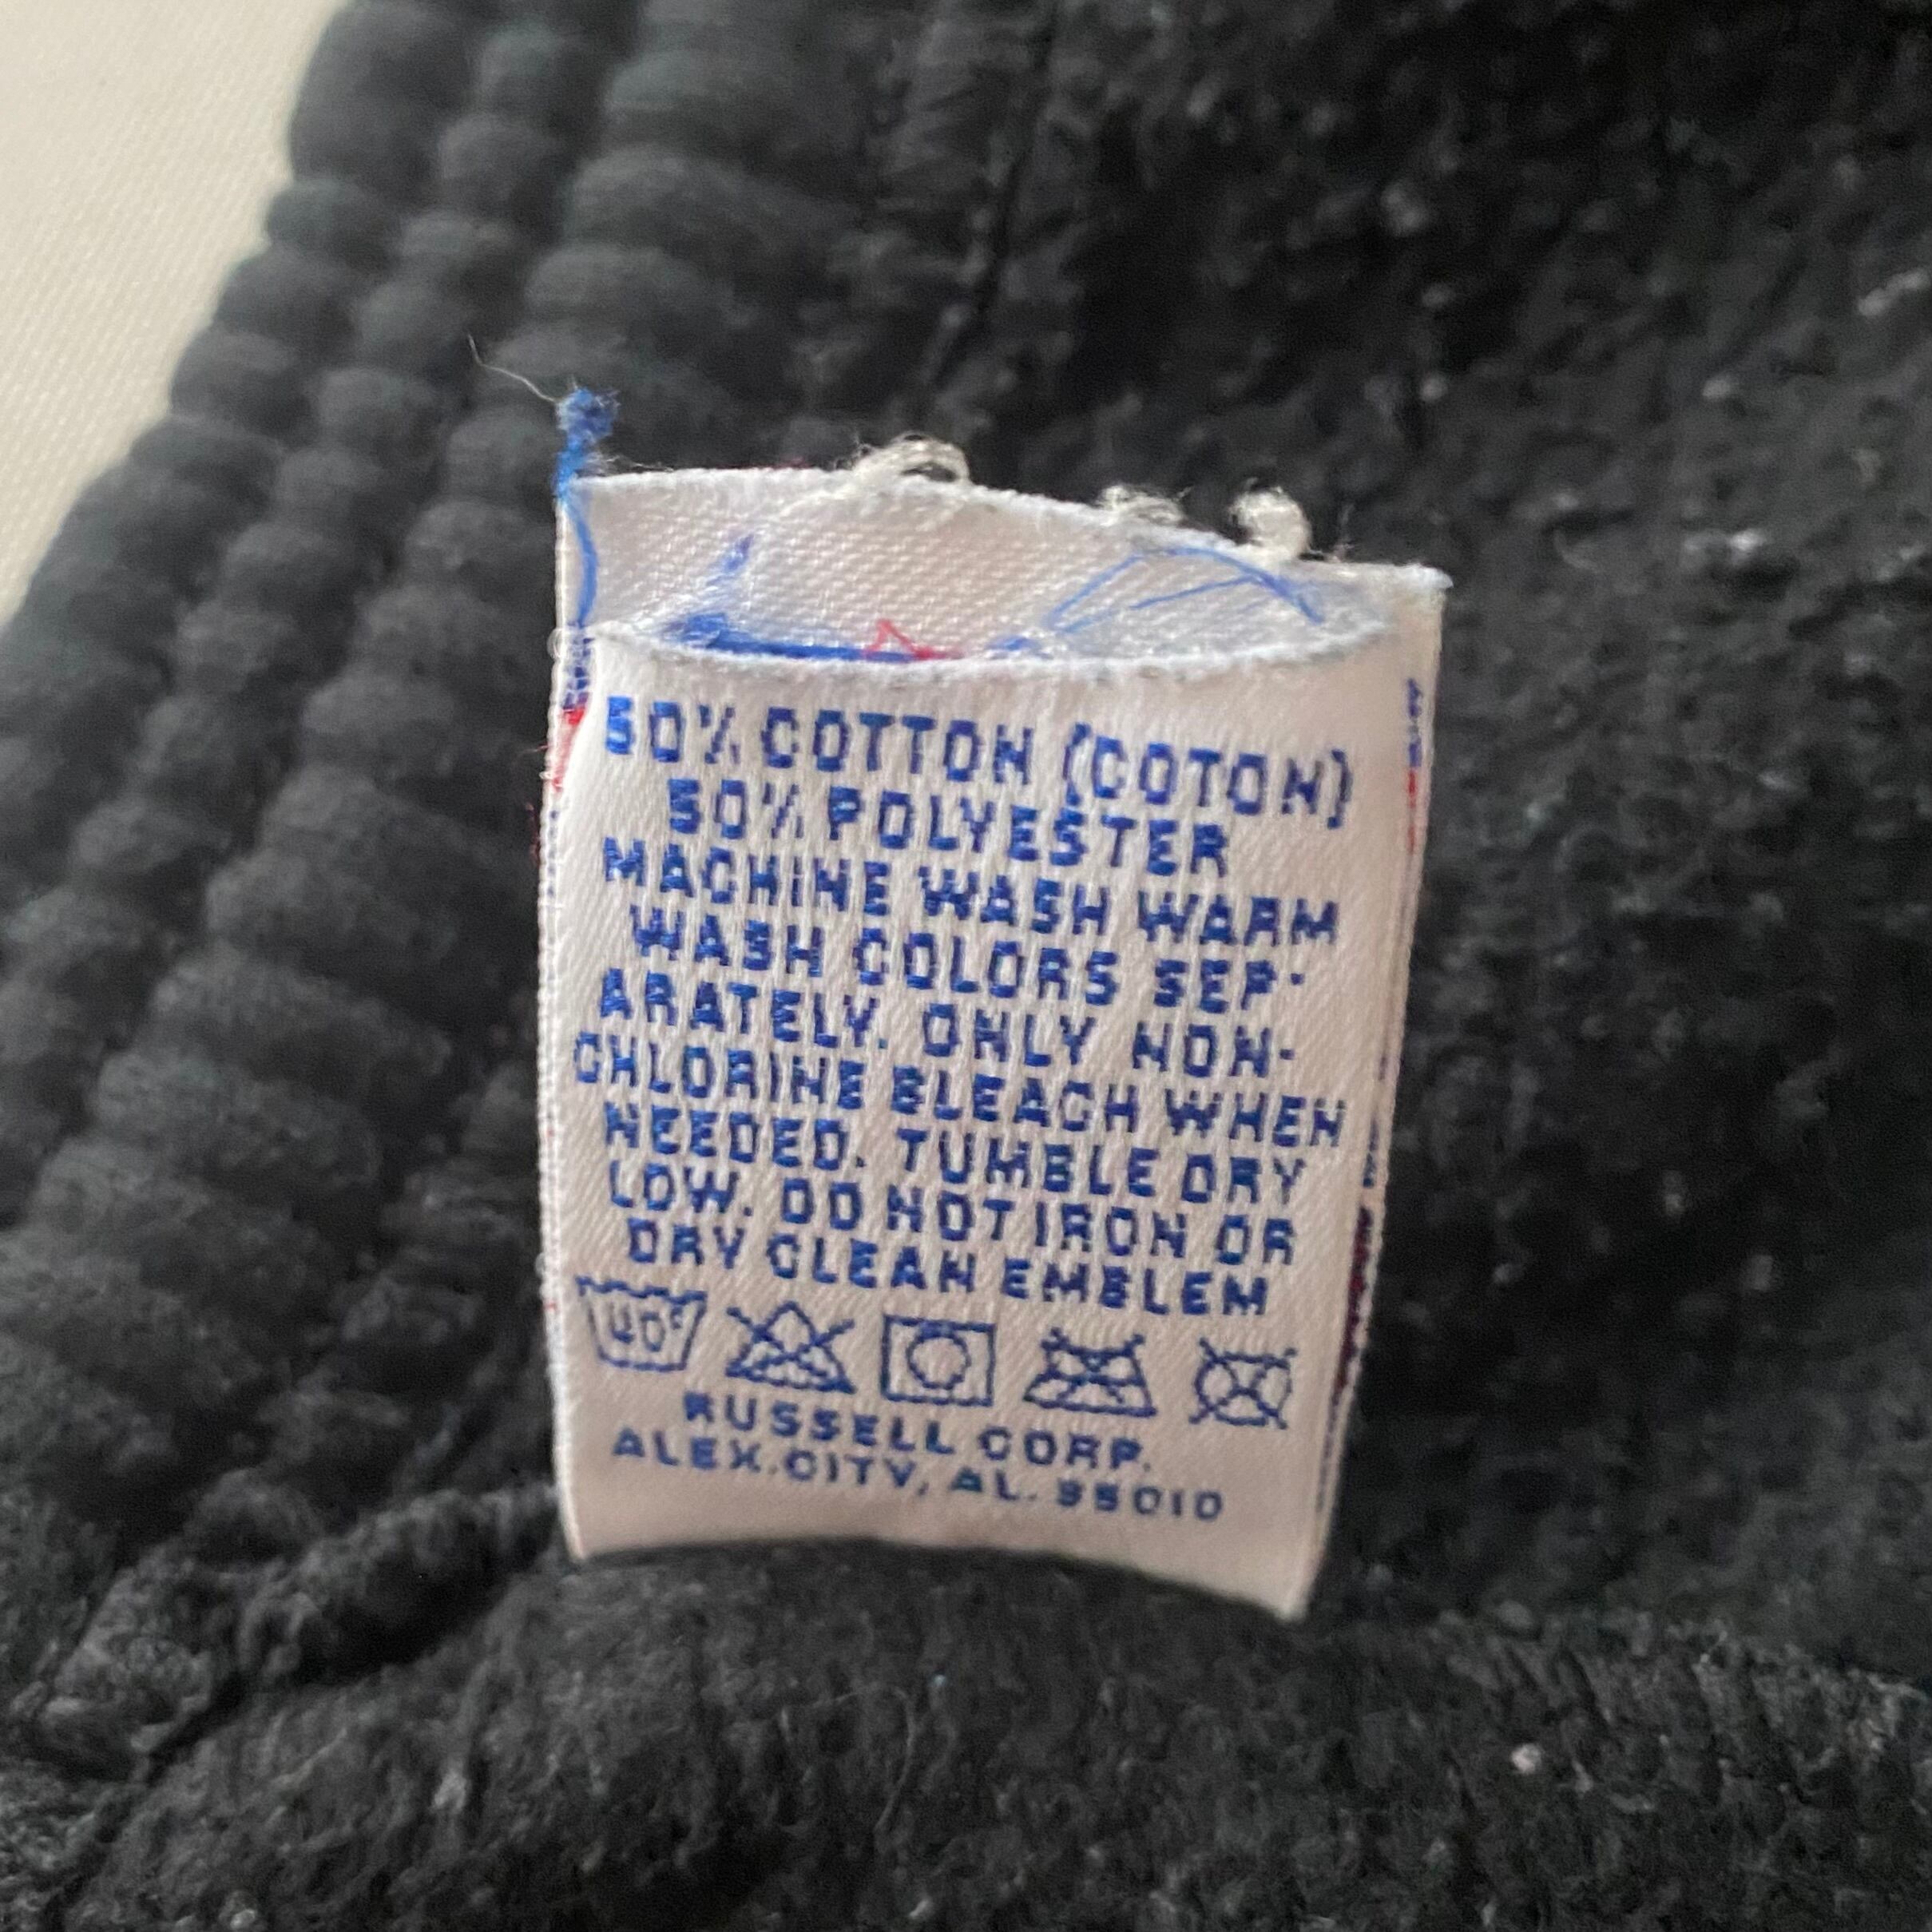 50% COTTON (COTON)
50% POLYESTER
MACHINE WASH WARM
WASH COLORS SEP-
ARATELY. ONLY NON-
CHLORINE BLEACH WHEN
NEEDED. TUMBLE DRY
LOW. DO NOT IRON OR
DRY CLEAN EMBLEM
40°
RUSSELL CORP.
ALEX.CITY, AL. 35010